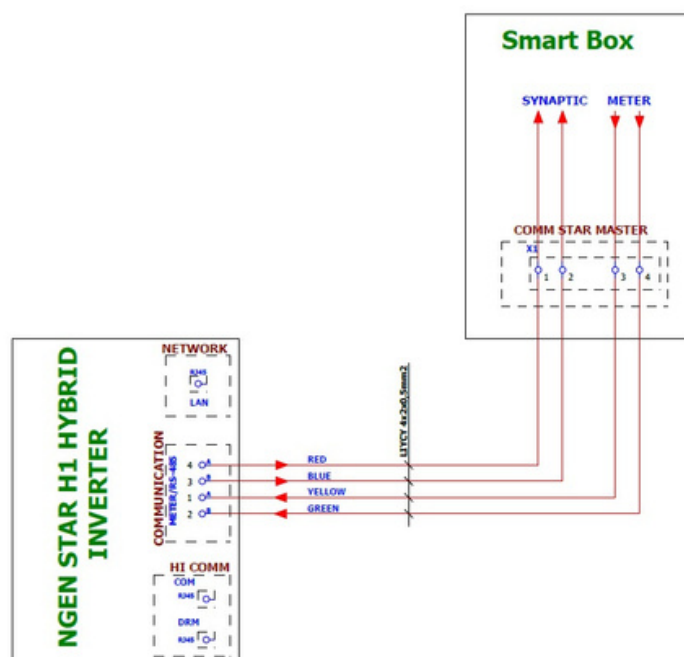 Smart Box
SYNAPTIC METER
COMM STAR MASTER
X1
1 2 3 4
NGEN STAR H1 HYBRID
INVERTER
NETWORK
RJ45
LAN
COMMUNICATION
METER/RS-485
4 A
3 B
1 A
2 B
RED
BLUE
YELLOW
GREEN
LIYCY 4x2x0,5mm2
HI COMM
COM
RJ45
DRM
RJ45